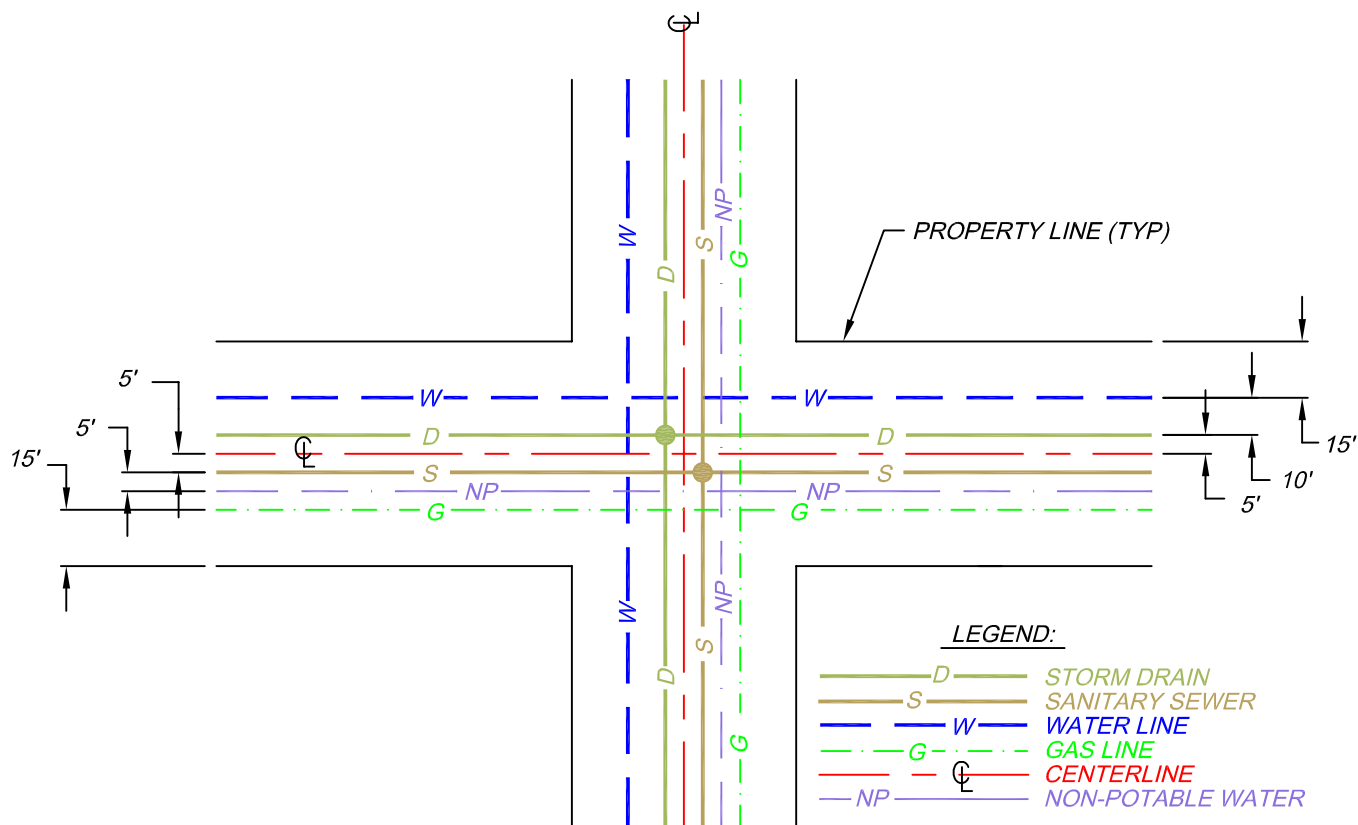 ℄
NP
W
S
PROPERTY LINE (TYP)
G
D
5'
W
W
5'
D
D
15'
℄
15'
S
S
10'
NP
NP
5'
G
G
NP
W
LEGEND:
S
D
D STORM DRAIN
S SANITARY SEWER
W WATER LINE
G
G GAS LINE
℄ CENTERLINE
NP NON-POTABLE WATER